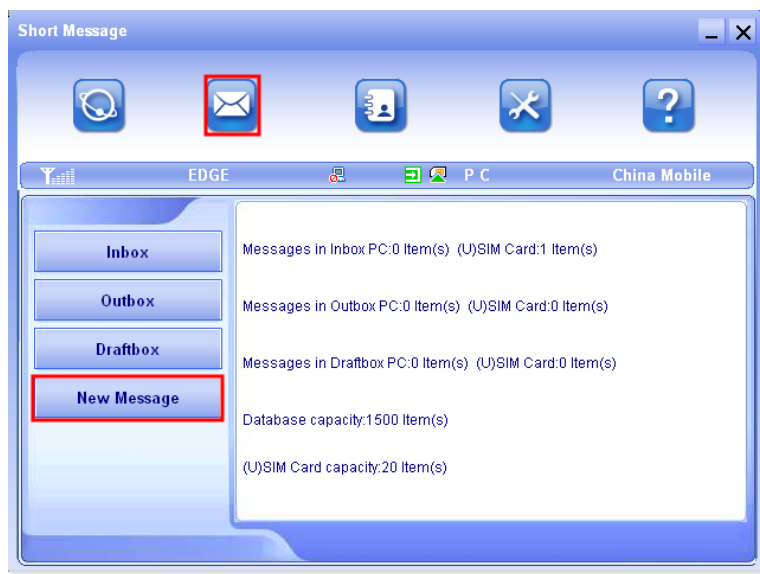 Short Message
EDGE P C China Mobile
Inbox
Outbox
Draftbox
New Message
Messages in Inbox PC:0 Item(s) (U)SIM Card:1 Item(s)
Messages in Outbox PC:0 Item(s) (U)SIM Card:0 Item(s)
Messages in Draftbox PC:0 Item(s) (U)SIM Card:0 Item(s)
Database capacity:1500 Item(s)
(U)SIM Card capacity:20 Item(s)